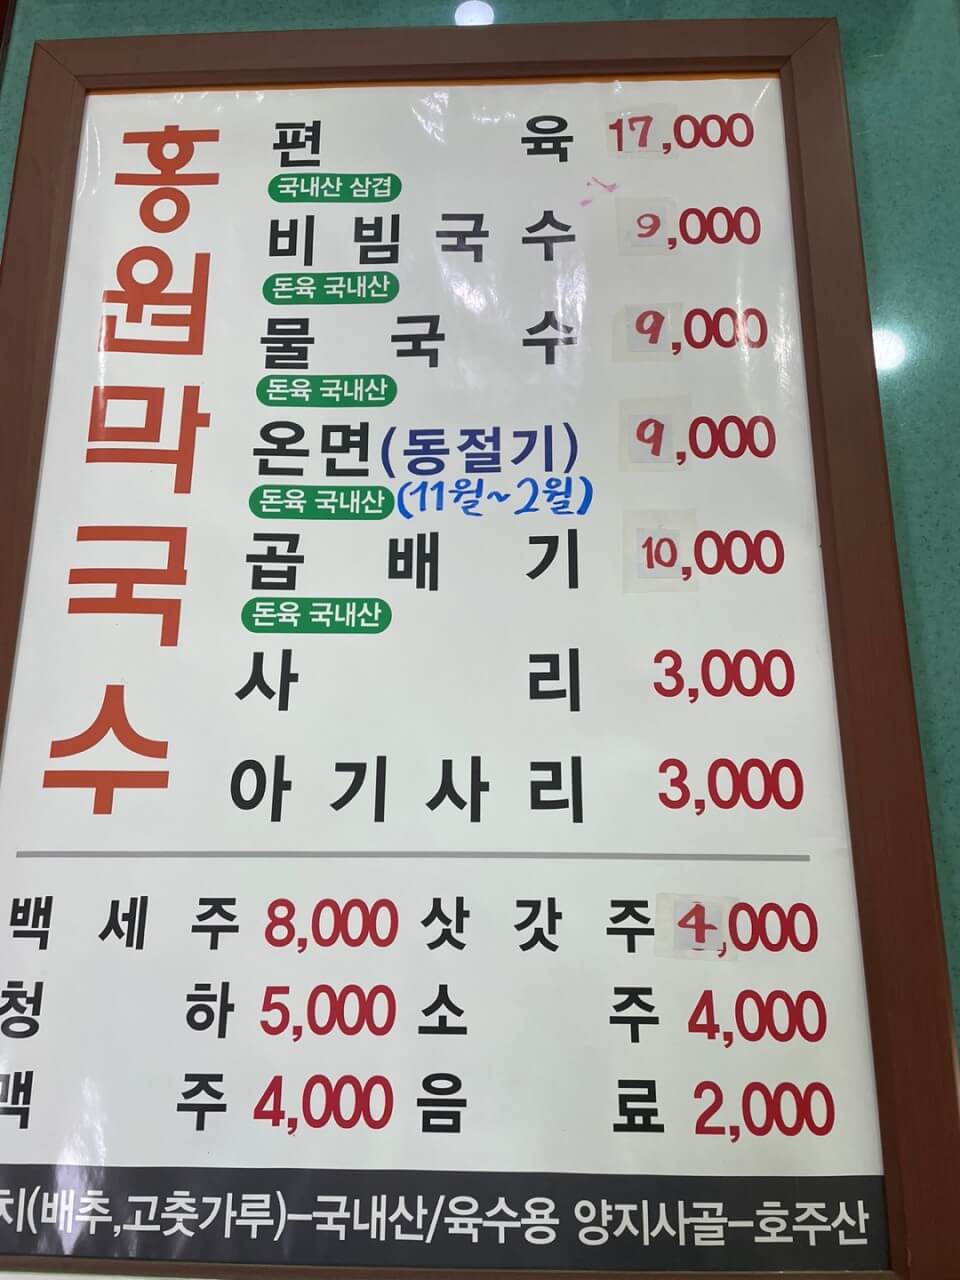 홍원막국수
편육 17,000
국내산 삼겹
비빔국수 9,000
돈육 국내산
물국수 9,000
돈육 국내산
온면(동절기) 9,000
돈육 국내산 (11월~2월)
곱배기 10,000
돈육 국내산
사리 3,000
아기사리 3,000
백세주 8,000 삿갓주 4,000
청하 5,000 소주 4,000
맥주 4,000 음료 2,000
치(배추,고춧가루)-국내산/육수용 양지사골-호주산